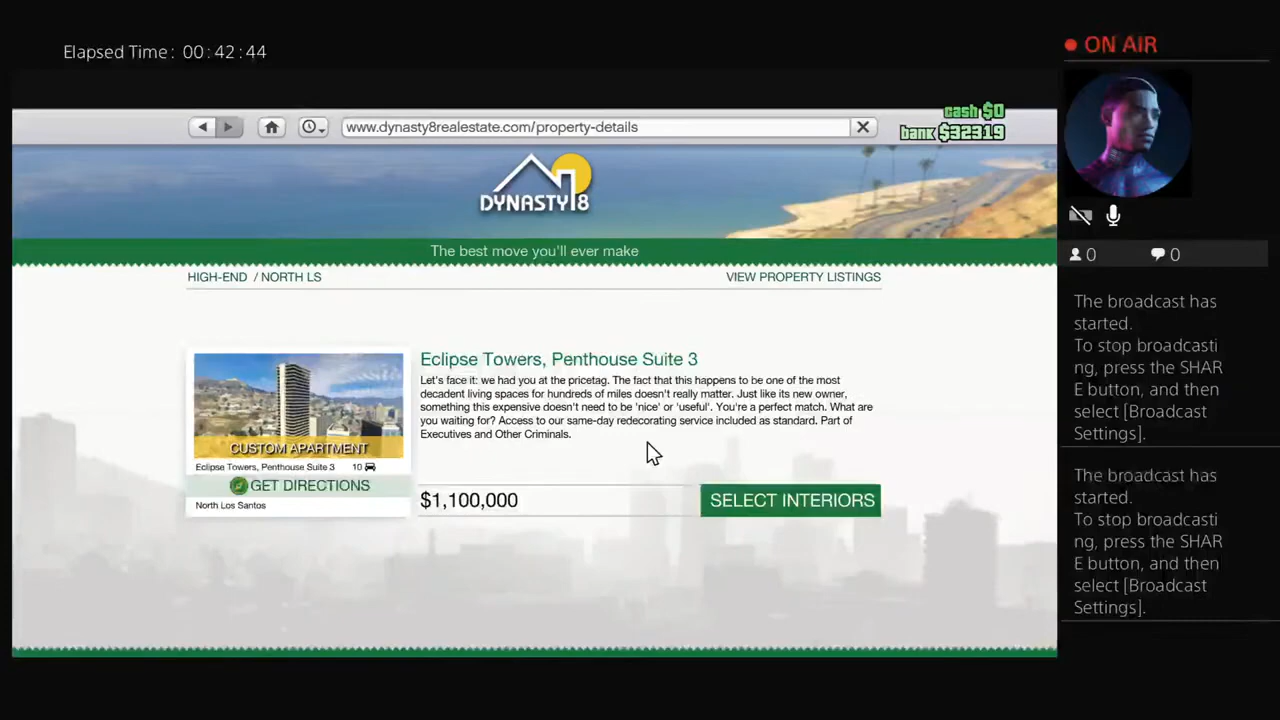 Elapsed Time: 00:42:44
ON AIR
www.dynasty8realestate.com/property-details
cash $0
bank $32319
DYNASTY8
The best move you'll ever make
HIGH-END / NORTH LS
VIEW PROPERTY LISTINGS
Eclipse Towers, Penthouse Suite 3
Let's face it: we had you at the pricetag. The fact that this happens to be one of the most
decadent living spaces for hundreds of miles doesn't really matter. Just like its new owner,
something this expensive doesn't need to be 'nice' or 'useful'. You're a perfect match. What are
you waiting for? Access to our same-day redecorating service included as standard. Part of
Executives and Other Criminals.
CUSTOM APARTMENT
Eclipse Towers, Penthouse Suite 3 10
GET DIRECTIONS
North Los Santos
$1,100,000
SELECT INTERIORS
0
0
The broadcast has
started.
To stop broadcasti
ng, press the SHAR
E button, and then
select [Broadcast
Settings].
The broadcast has
started.
To stop broadcasti
ng, press the SHAR
E button, and then
select [Broadcast
Settings].